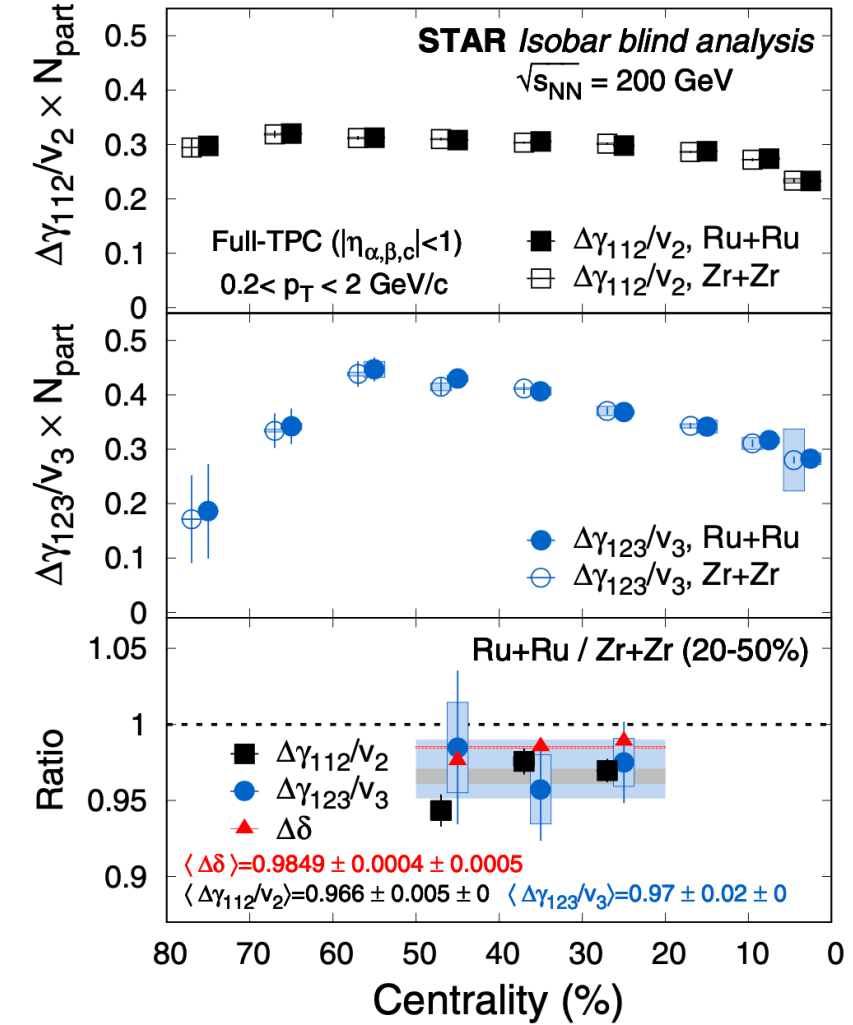 STAR Isobar blind analysis
√sNN = 200 GeV
Δγ112/v2 × Npart
0.5
0.4
0.3
0.2
0.1
0
Full-TPC (|ηα,β,c|<1)
0.2< pT < 2 GeV/c
Δγ112/v2, Ru+Ru
Δγ112/v2, Zr+Zr
Δγ123/v3 × Npart
0.5
0.4
0.3
0.2
0.1
0
Δγ123/v3, Ru+Ru
Δγ123/v3, Zr+Zr
Ratio
1.05
1
0.95
0.9
Ru+Ru / Zr+Zr (20-50%)
Δγ112/v2
Δγ123/v3
Δδ
⟨ Δδ ⟩=0.9849 ± 0.0004 ± 0.0005
⟨ Δγ112/v2⟩=0.966 ± 0.005 ± 0 ⟨ Δγ123/v3⟩=0.97 ± 0.02 ± 0
80 70 60 50 40 30 20 10 0
Centrality (%)